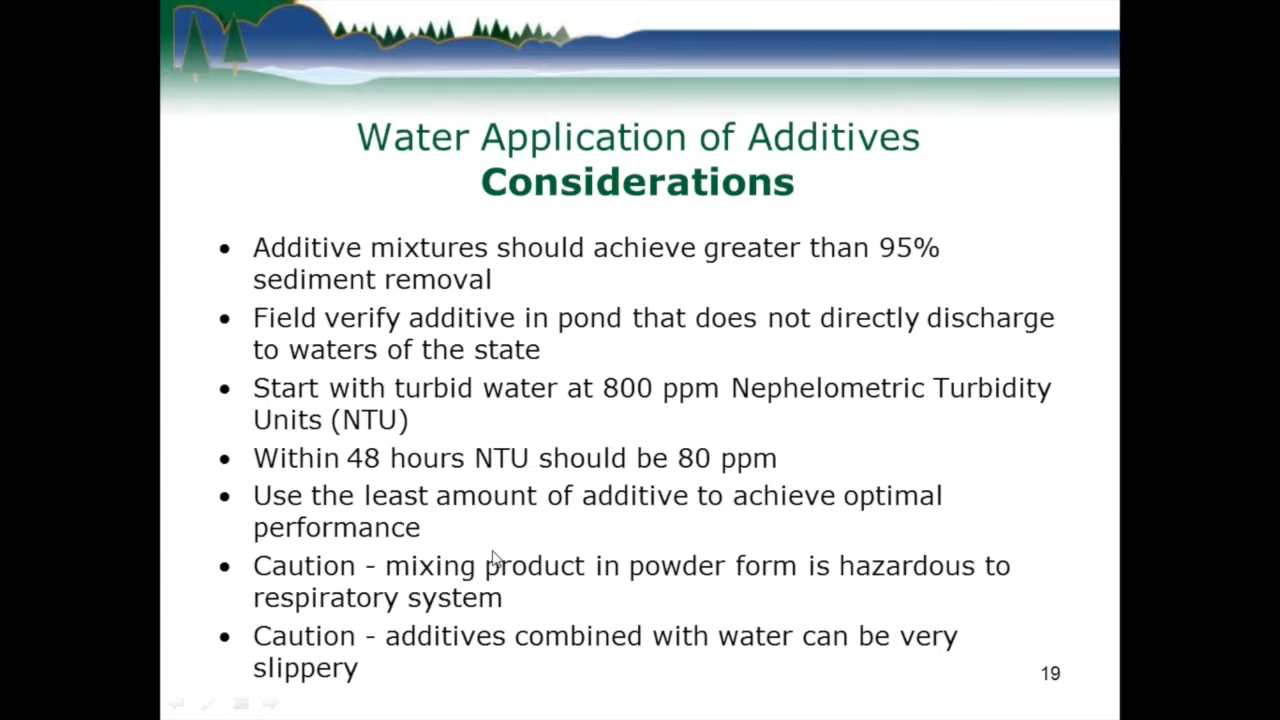 Water Application of Additives
Considerations
• Additive mixtures should achieve greater than 95%
sediment removal
• Field verify additive in pond that does not directly discharge
to waters of the state
• Start with turbid water at 800 ppm Nephelometric Turbidity
Units (NTU)
• Within 48 hours NTU should be 80 ppm
• Use the least amount of additive to achieve optimal
performance
• Caution - mixing product in powder form is hazardous to
respiratory system
• Caution - additives combined with water can be very
slippery
19